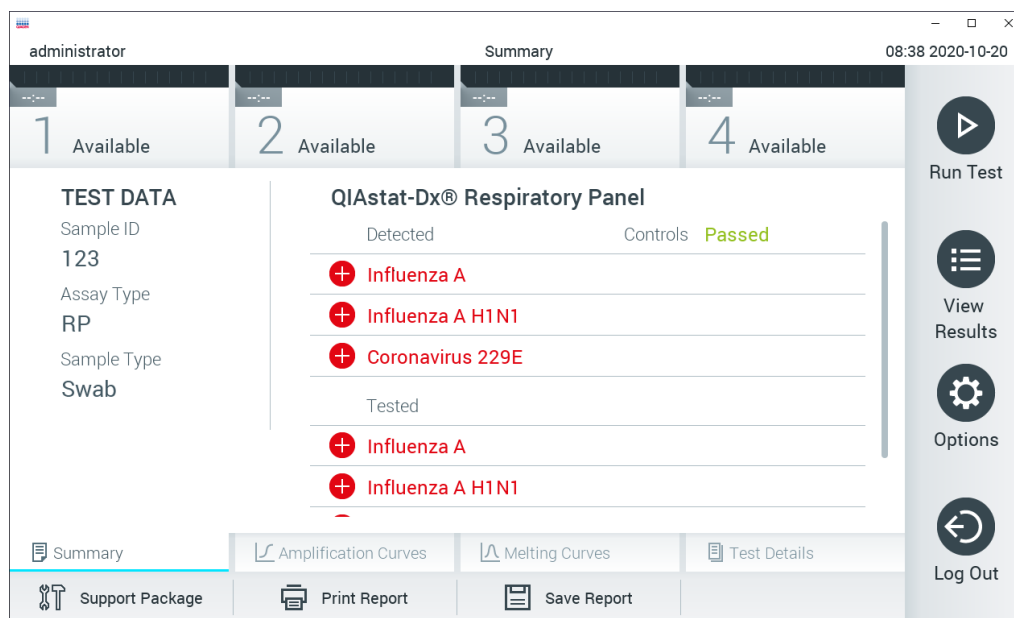 administrator
Summary
08:38 2020-10-20
--:--
1 Available
--:--
2 Available
--:--
3 Available
--:--
4 Available
Run Test
View
Results
Options
Log Out
TEST DATA
Sample ID
123
Assay Type
RP
Sample Type
Swab
QIAstat-Dx® Respiratory Panel
Detected
Controls Passed
Influenza A
Influenza A H1N1
Coronavirus 229E
Tested
Influenza A
Influenza A H1N1
Summary
Amplification Curves
Melting Curves
Test Details
Support Package
Print Report
Save Report